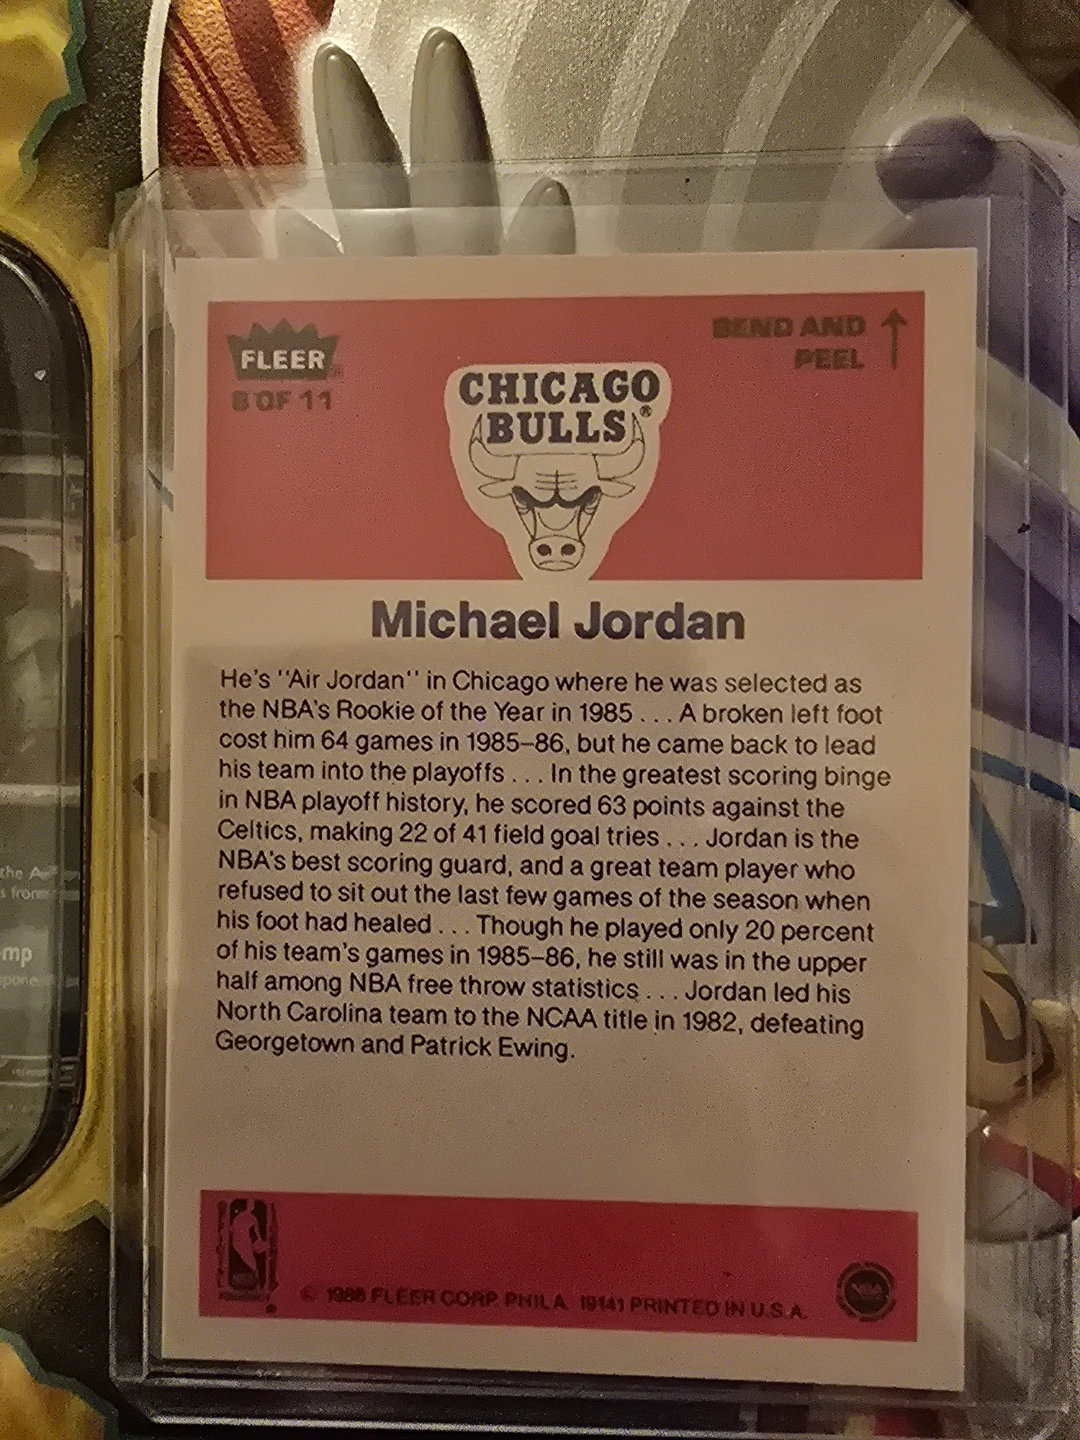 FLEER
8 OF 11
BEND AND
PEEL
CHICAGO
BULLS®
Michael Jordan
He's "Air Jordan" in Chicago where he was selected as
the NBA's Rookie of the Year in 1985 . . . A broken left foot
cost him 64 games in 1985–86, but he came back to lead
his team into the playoffs . . . In the greatest scoring binge
in NBA playoff history, he scored 63 points against the
Celtics, making 22 of 41 field goal tries . . . Jordan is the
NBA's best scoring guard, and a great team player who
refused to sit out the last few games of the season when
his foot had healed . . . Though he played only 20 percent
of his team's games in 1985–86, he still was in the upper
half among NBA free throw statistics . . . Jordan led his
North Carolina team to the NCAA title in 1982, defeating
Georgetown and Patrick Ewing.
© 1986 FLEER CORP. PHILA. 19141 PRINTED IN U.S.A.
NBA
the
from